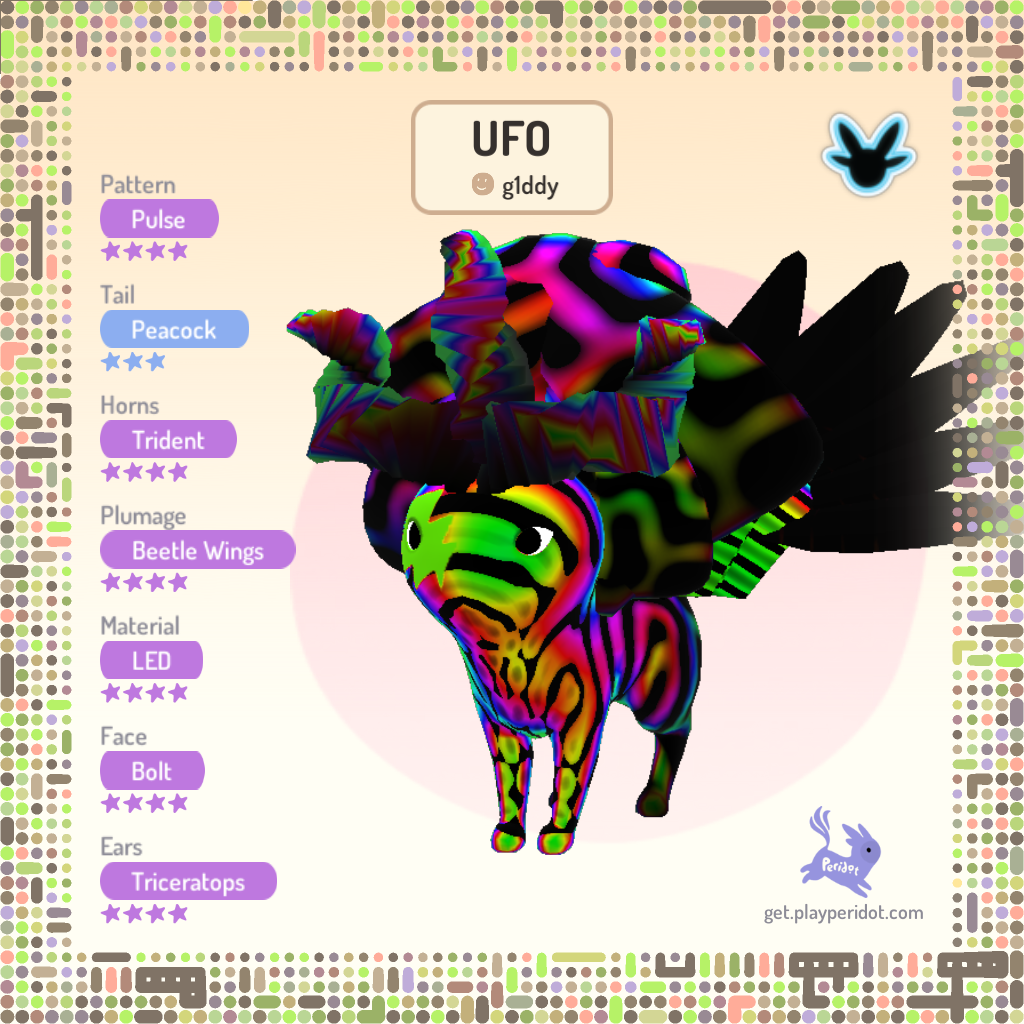 UFO
g1ddy
Pattern
Pulse
Tail
Peacock
Horns
Trident
Plumage
Beetle Wings
Material
LED
Face
Bolt
Ears
Triceratops
Peridot
get.playperidot.com